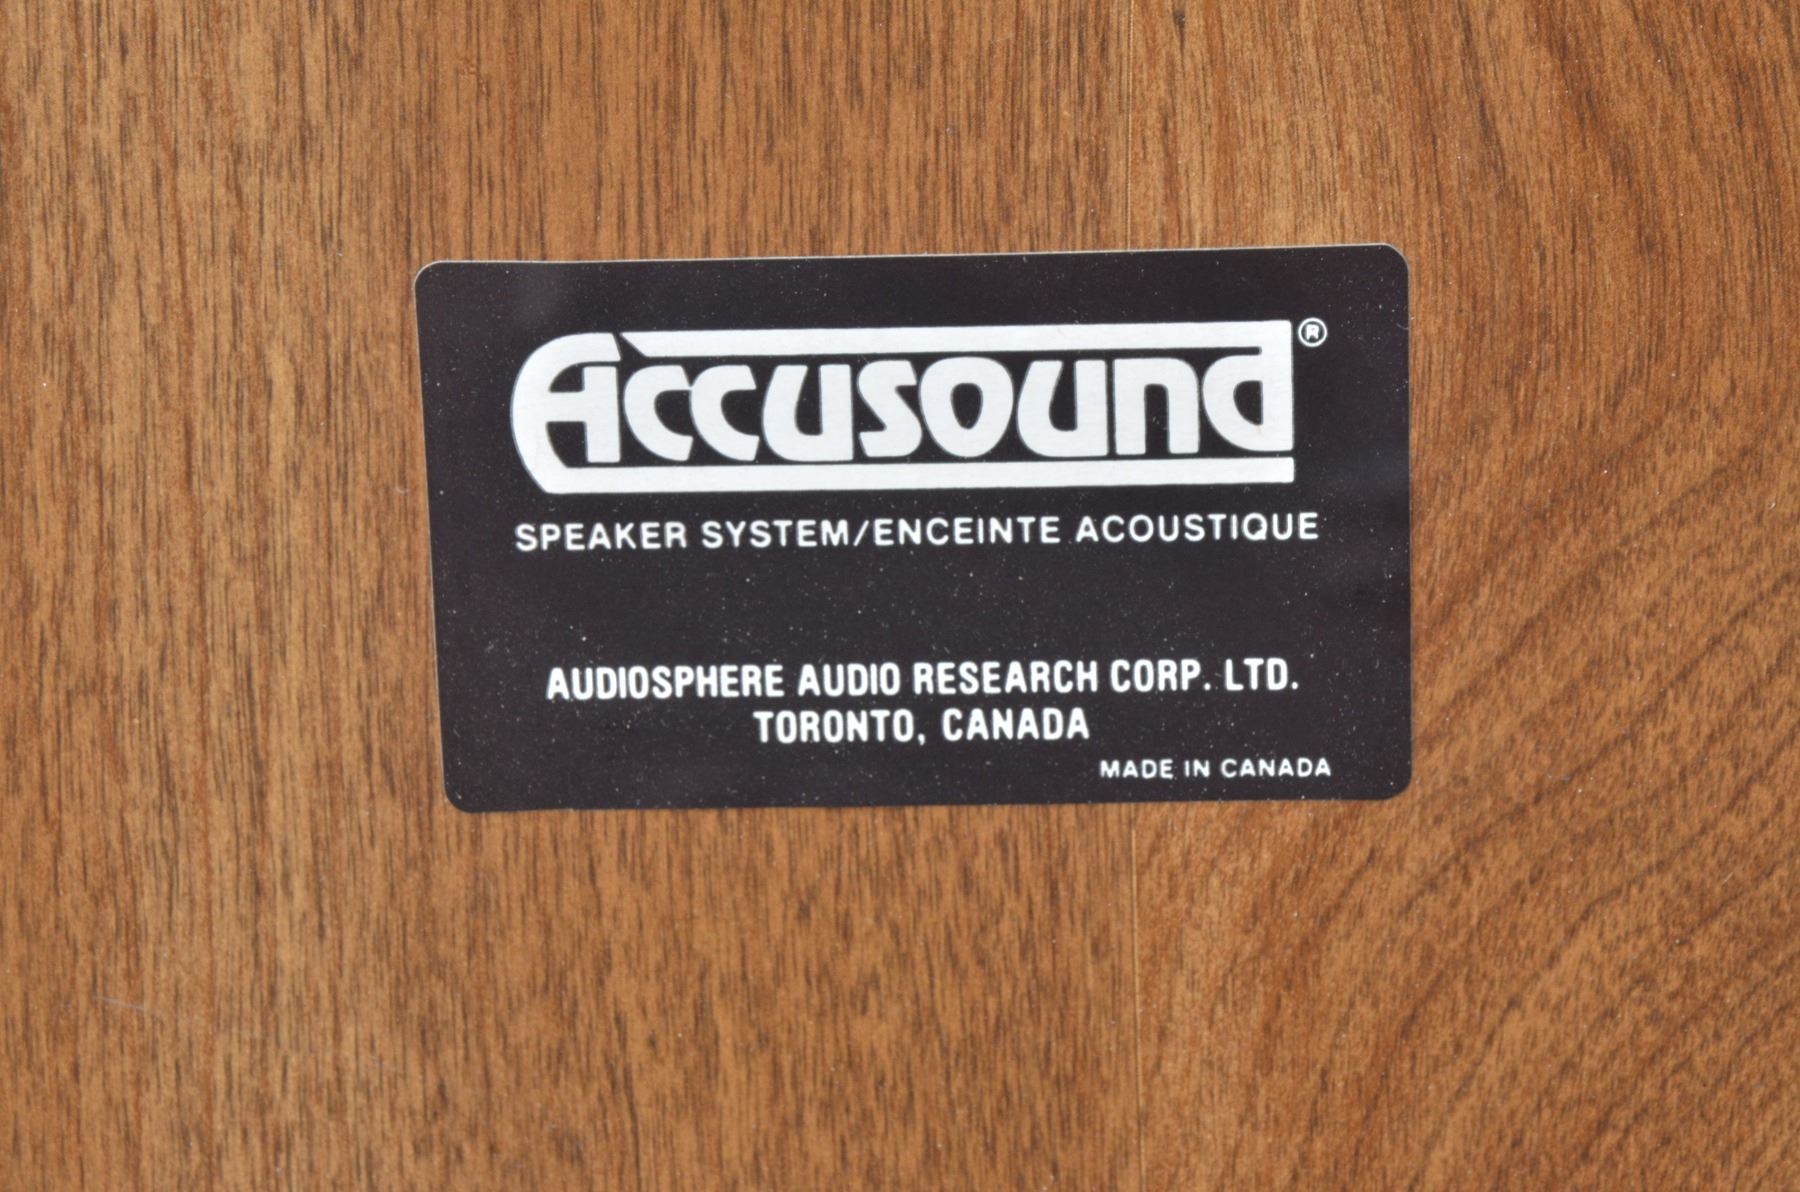 Accusound®
SPEAKER SYSTEM/ENCEINTE ACOUSTIQUE
AUDIOSPHERE AUDIO RESEARCH CORP. LTD.
TORONTO, CANADA
MADE IN CANADA